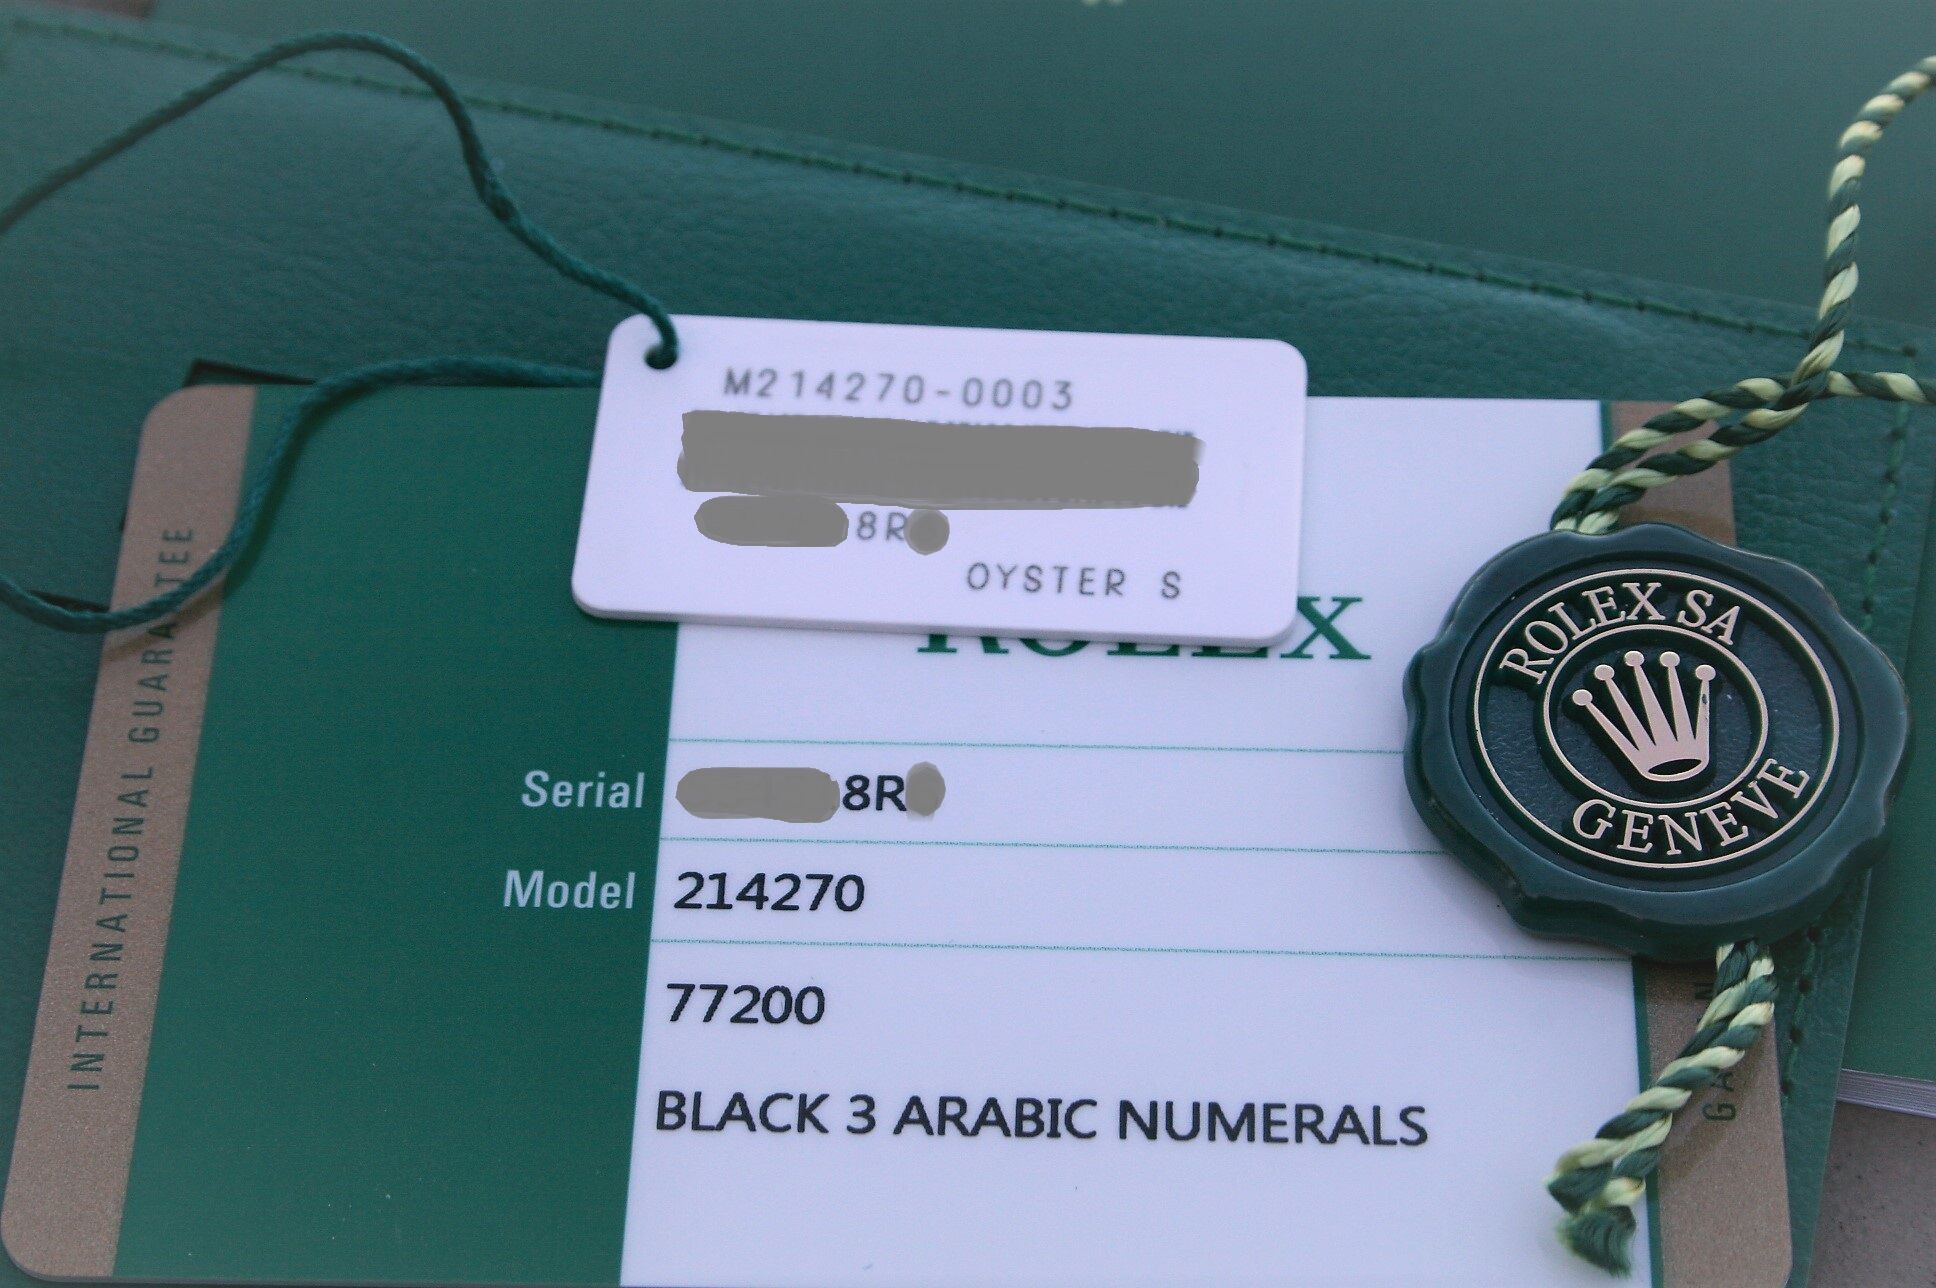 M214270-0003
8R
OYSTER S
ROLEX
Serial 8R
Model 214270
77200
BLACK 3 ARABIC NUMERALS
INTERNATIONAL GUARANTEE
ROLEX SA
GENEVE